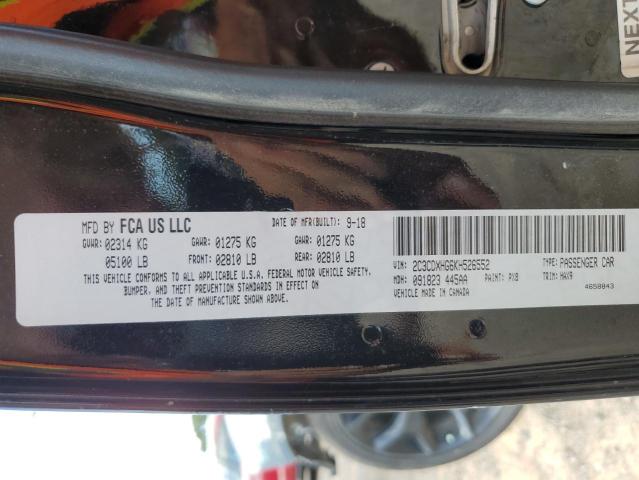 NEXT
MFD BY FCA US LLC DATE OF MFR(BUILT): 9-18
GVWR: 02314 KG GAWR: 01275 KG GAWR: 01275 KG
05100 LB FRONT: 02810 LB REAR: 02810 LB
THIS VEHICLE CONFORMS TO ALL APPLICABLE U.S.A. FEDERAL MOTOR VEHICLE SAFETY,
BUMPER, AND THEFT PREVENTION STANDARDS IN EFFECT ON
THE DATE OF MANUFACTURE SHOWN ABOVE.
VIN: 2C3CDXHG6KH526552 TYPE: PASSENGER CAR
MDH: 091823 445AA PAINT: PX8 TRIM: HAX9
VEHICLE MADE IN CANADA 4658843